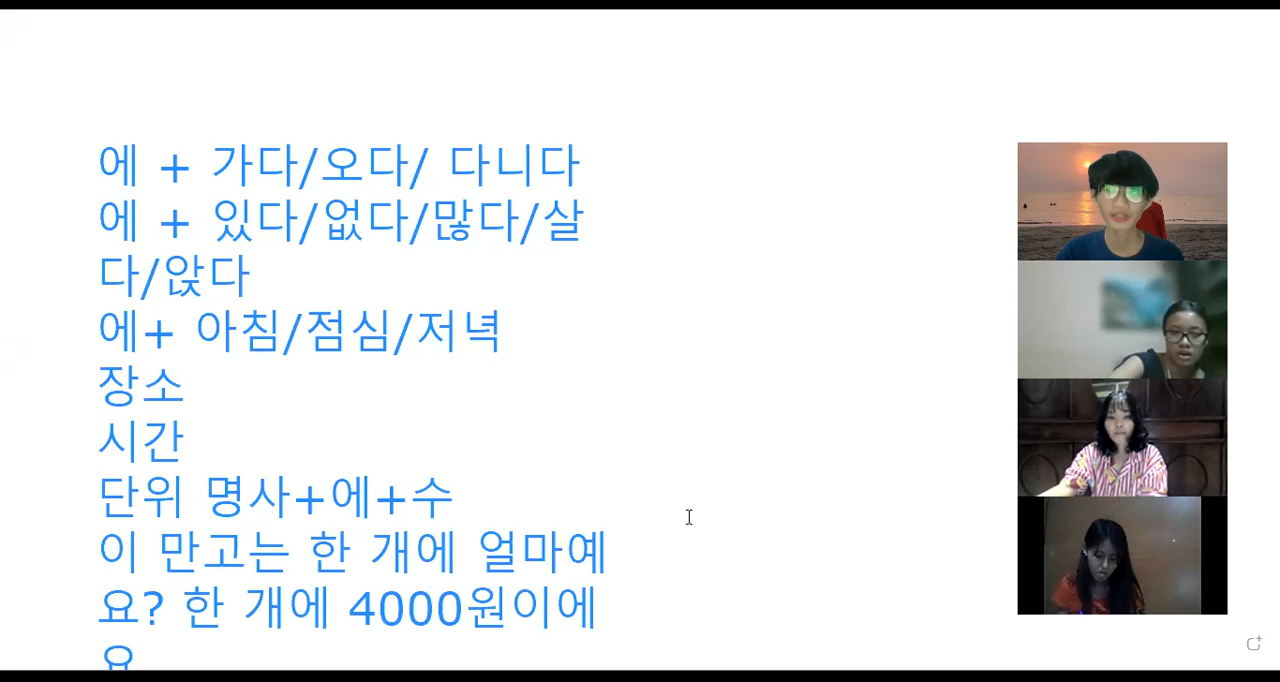 에 + 가다/오다/ 다니다
에 + 있다/없다/많다/살
다/앉다
에+ 아침/점심/저녁
장소
시간
단위 명사+에+수
이 만고는 한 개에 얼마예
요? 한 개에 4000원이에
요